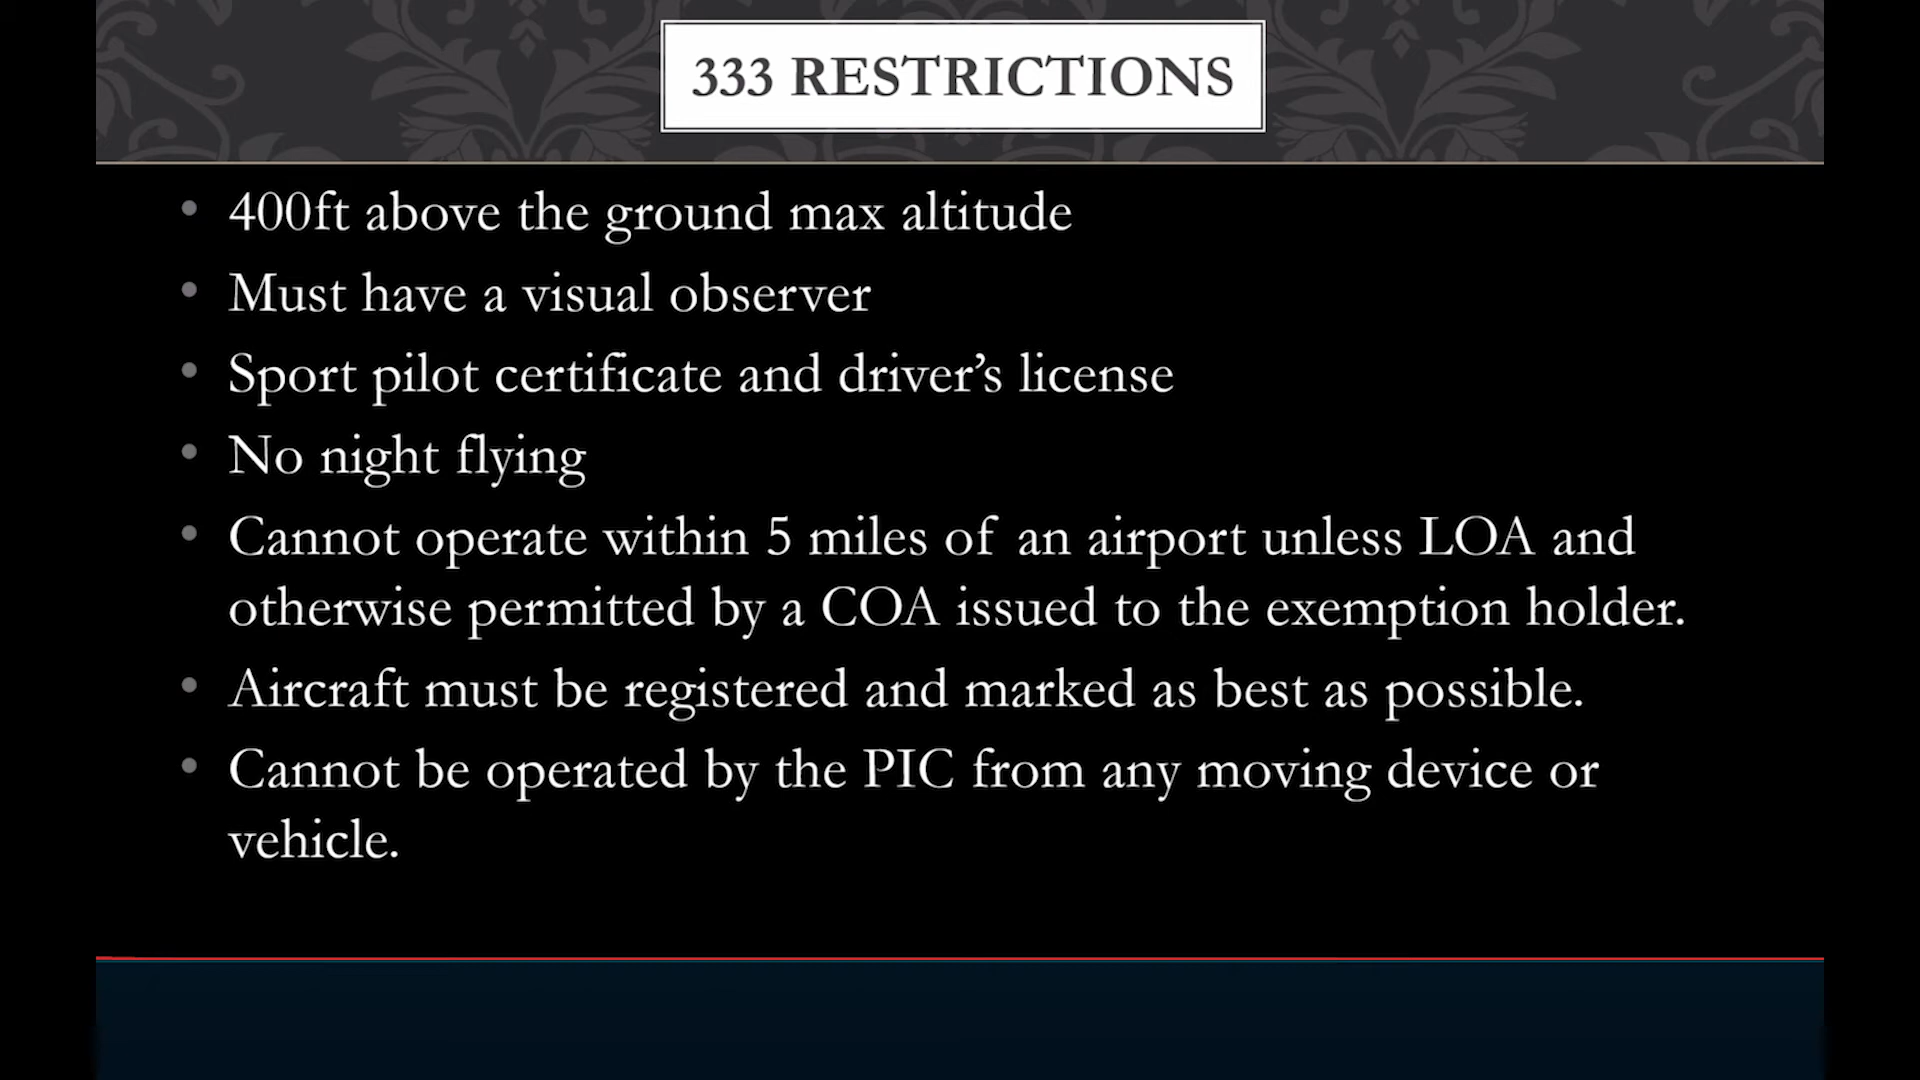 333 RESTRICTIONS
• 400ft above the ground max altitude
• Must have a visual observer
• Sport pilot certificate and driver’s license
• No night flying
• Cannot operate within 5 miles of an airport unless LOA and
otherwise permitted by a COA issued to the exemption holder.
• Aircraft must be registered and marked as best as possible.
• Cannot be operated by the PIC from any moving device or
vehicle.